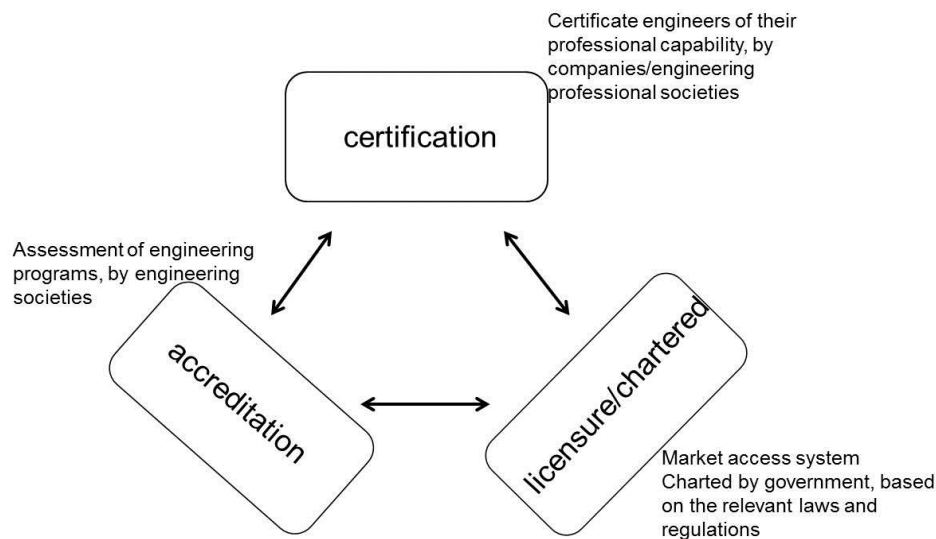 Certificate engineers of their
professional capability, by
companies/engineering
professional societies
certification
Assessment of engineering
programs, by engineering
societies
accreditation
licensure/chartered
Market access system
Charted by government, based
on the relevant laws and
regulations